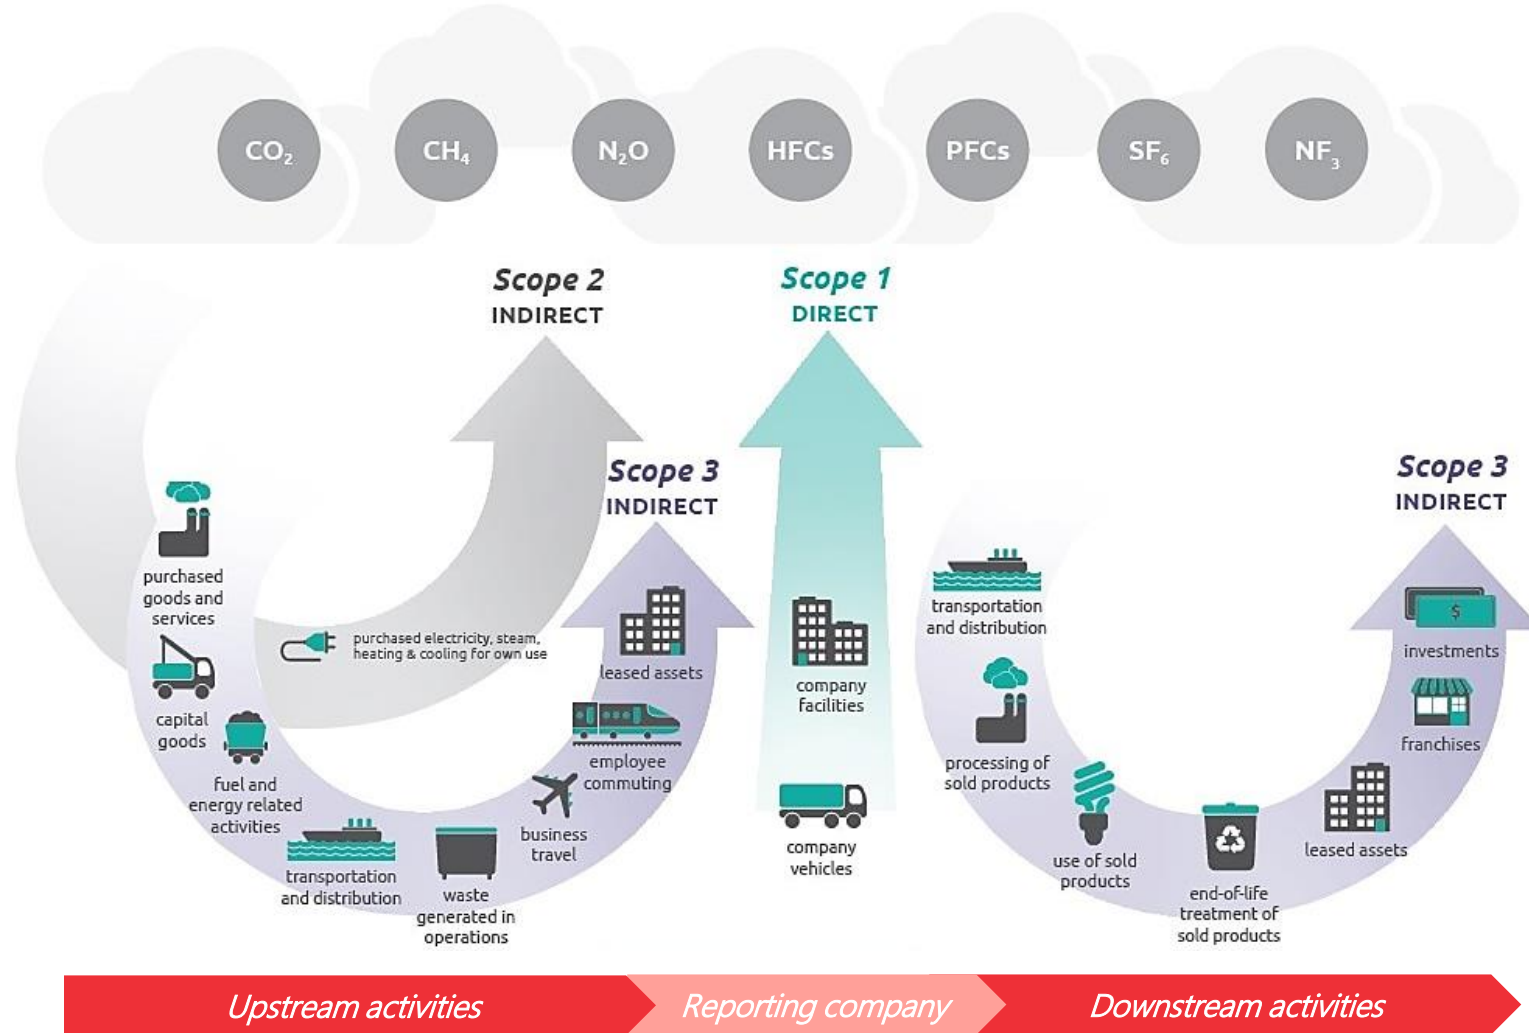 CO₂
CH₄
N₂O
HFCs
PFCs
SF₆
NF₃
Scope 2
INDIRECT
Scope 1
DIRECT
Scope 3
INDIRECT
Scope 3
INDIRECT
purchased
goods and
services
capital
goods
fuel and
energy related
activities
transportation
and distribution
waste
generated in
operations
business
travel
employee
commuting
leased assets
purchased electricity, steam,
heating & cooling for own use
company
facilities
company
vehicles
transportation
and distribution
processing of
sold products
use of sold
products
end-of-life
treatment of
sold products
leased assets
franchises
$
investments
Upstream activities
Reporting company
Downstream activities